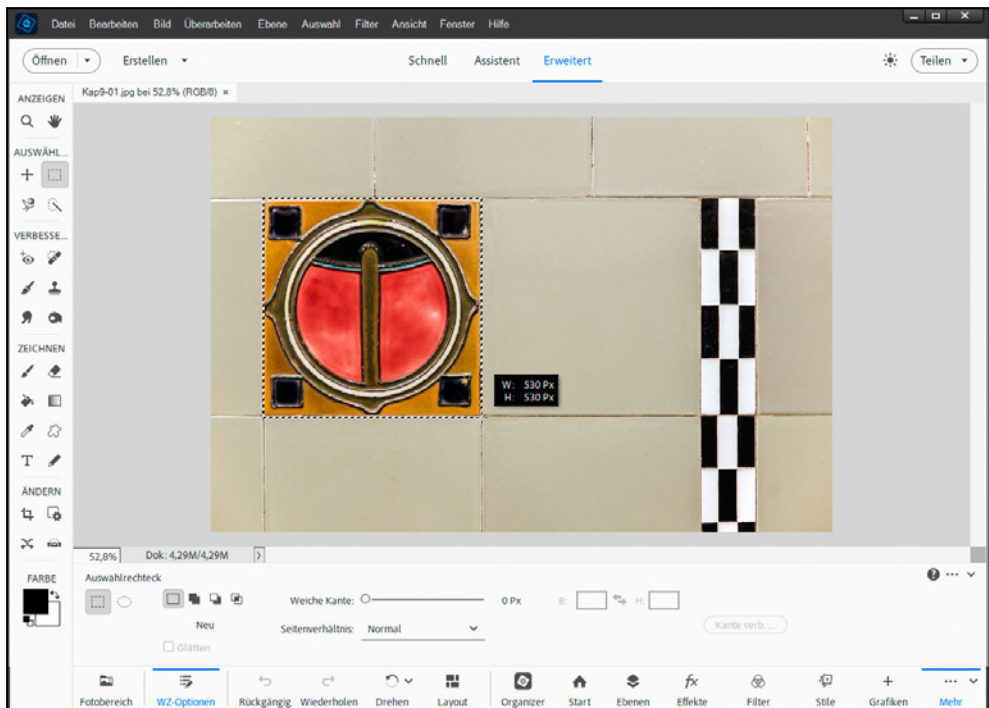 Datei Bearbeiten Bild Überarbeiten Ebene Auswahl Filter Ansicht Fenster Hilfe
Öffnen Erstellen Schnell Assistent Erweitert Teilen
Kap9-01.jpg bei 52,8% (RGB/8) ×
ANZEIGEN
AUSWÄHL...
VERBESSE...
ZEICHNEN
ÄNDERN
FARBE
W: 530 Px
H: 530 Px
52,8% Dok: 4,29M/4,29M
Auswahlrechteck
Weiche Kante: 0 Px B: H:
Neu Seitenverhältnis: Normal Kante verb. ...
Glätten
Fotobereich WZ-Optionen Rückgängig Wiederholen Drehen Layout Organizer Start Ebenen Effekte Filter Stile Grafiken Mehr